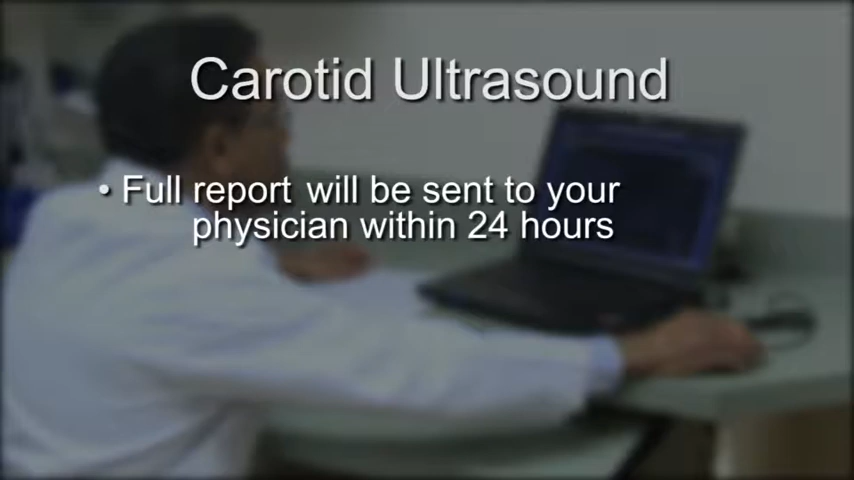 Carotid Ultrasound
• Full report will be sent to your
physician within 24 hours